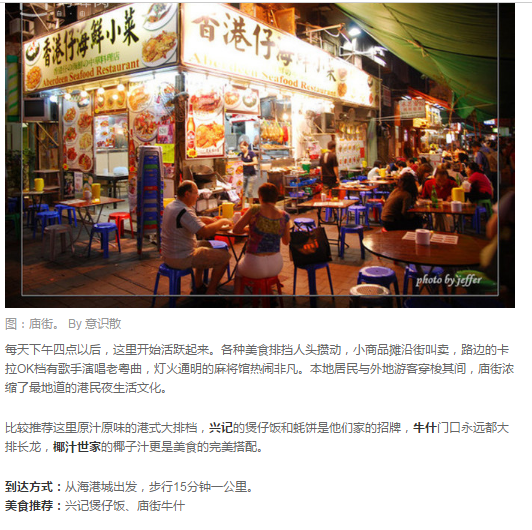 香港仔海鮮小菜
香港仔海鮮小菜
Aberdeen Seafood Restaurant
Aberdeen Seafood Restaurant
photo by jeffer
图：庙街。 By 意识散
每天下午四点以后，这里开始活跃起来。各种美食排挡人头攒动，小商品摊沿街叫卖，路边的卡
拉OK档有歌手演唱老粤曲，灯火通明的麻将馆热闹非凡。本地居民与外地游客穿梭其间，庙街浓
缩了最地道的港民夜生活文化。
比较推荐这里原汁原味的港式大排档，兴记的煲仔饭和蚝饼是他们家的招牌，牛什门口永远都大
排长龙，椰汁世家的椰子汁更是美食的完美搭配。
到达方式：从海港城出发，步行15分钟一公里。
美食推荐：兴记煲仔饭、庙街牛什